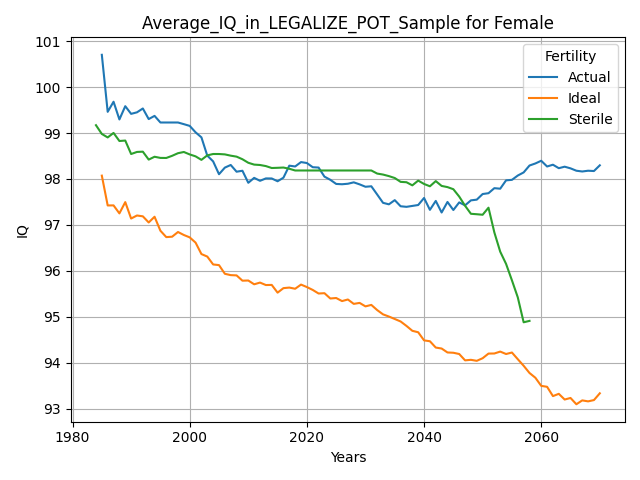 Average_IQ_in_LEGALIZE_POT_Sample for Female
101
100
99
98
97
96
95
94
93
IQ
1980
2000
2020
2040
2060
Years
Fertility
Actual
Ideal
Sterile